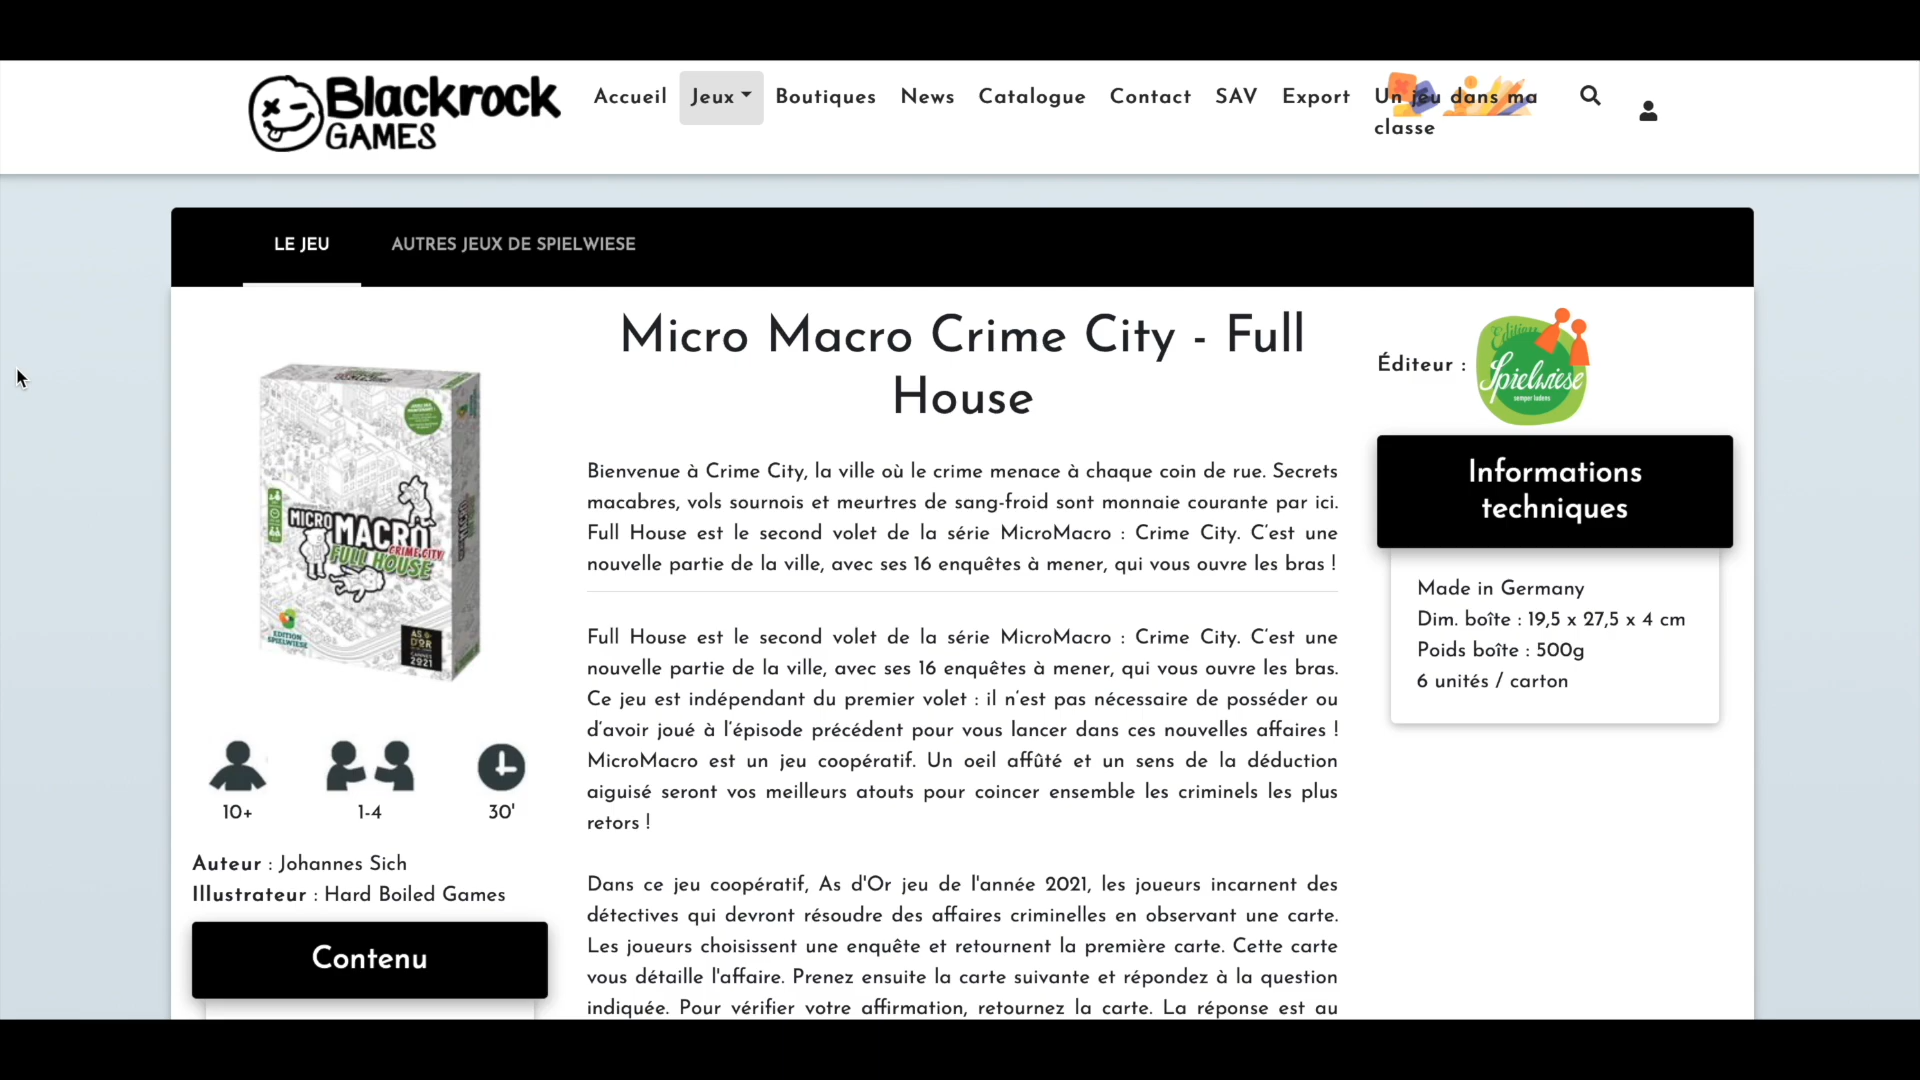 Blackrock
GAMES
Accueil
Jeux
Boutiques
News
Catalogue
Contact
SAV
Export
Un jeu dans ma
classe
LE JEU
AUTRES JEUX DE SPIELWIESE
MICRO
MACRO
CRIME CITY
FULL HOUSE
EDITION
SPIELWIESE
AS
D'OR
2021
10+
1-4
30'
Auteur : Johannes Sich
Illustrateur : Hard Boiled Games
Contenu
Micro Macro Crime City - Full
House
Bienvenue à Crime City, la ville où le crime menace à chaque coin de rue. Secrets
macabres, vols sournois et meurtres de sang-froid sont monnaie courante par ici.
Full House est le second volet de la série MicroMacro : Crime City. C’est une
nouvelle partie de la ville, avec ses 16 enquêtes à mener, qui vous ouvre les bras !
Full House est le second volet de la série MicroMacro : Crime City. C’est une
nouvelle partie de la ville, avec ses 16 enquêtes à mener, qui vous ouvre les bras.
Ce jeu est indépendant du premier volet : il n’est pas nécessaire de posséder ou
d’avoir joué à l’épisode précédent pour vous lancer dans ces nouvelles affaires !
MicroMacro est un jeu coopératif. Un oeil affûté et un sens de la déduction
aiguisé seront vos meilleurs atouts pour coincer ensemble les criminels les plus
retors !
Dans ce jeu coopératif, As d'Or jeu de l'année 2021, les joueurs incarnent des
détectives qui devront résoudre des affaires criminelles en observant une carte.
Les joueurs choisissent une enquête et retournent la première carte. Cette carte
vous détaille l'affaire. Prenez ensuite la carte suivante et répondez à la question
indiquée. Pour vérifier votre affirmation, retournez la carte. La réponse est au
Éditeur :
Edition
Spielwiese
semper ludens
Informations
techniques
Made in Germany
Dim. boîte : 19,5 x 27,5 x 4 cm
Poids boîte : 500g
6 unités / carton